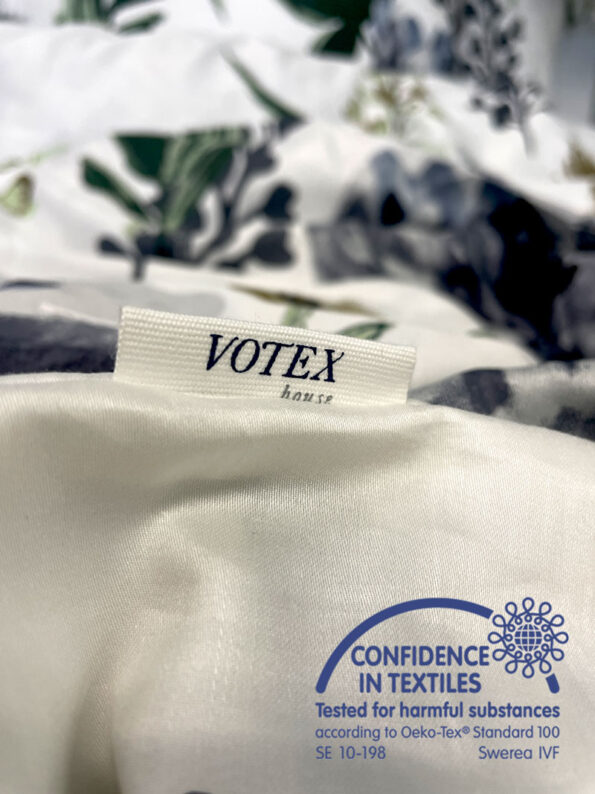 VOTEX
house
CONFIDENCE
IN TEXTILES
Tested for harmful substances
according to Oeko-Tex® Standard 100
SE 10-198 Swerea IVF